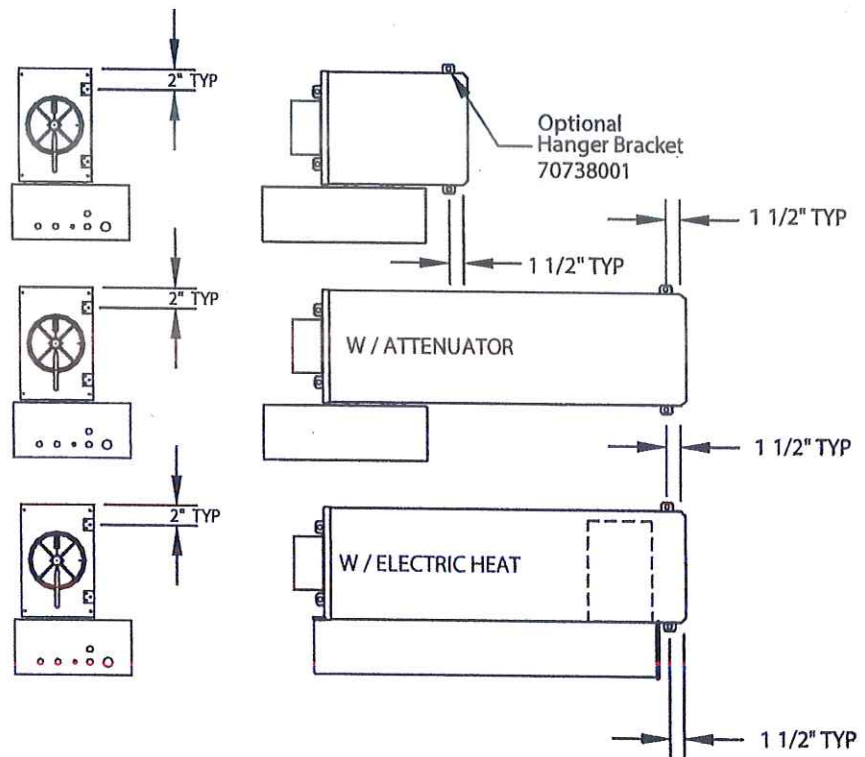 2" TYP
Optional
Hanger Bracket
70738001
1 1/2" TYP
1 1/2" TYP
2" TYP
W / ATTENUATOR
1 1/2" TYP
2" TYP
W / ELECTRIC HEAT
1 1/2" TYP